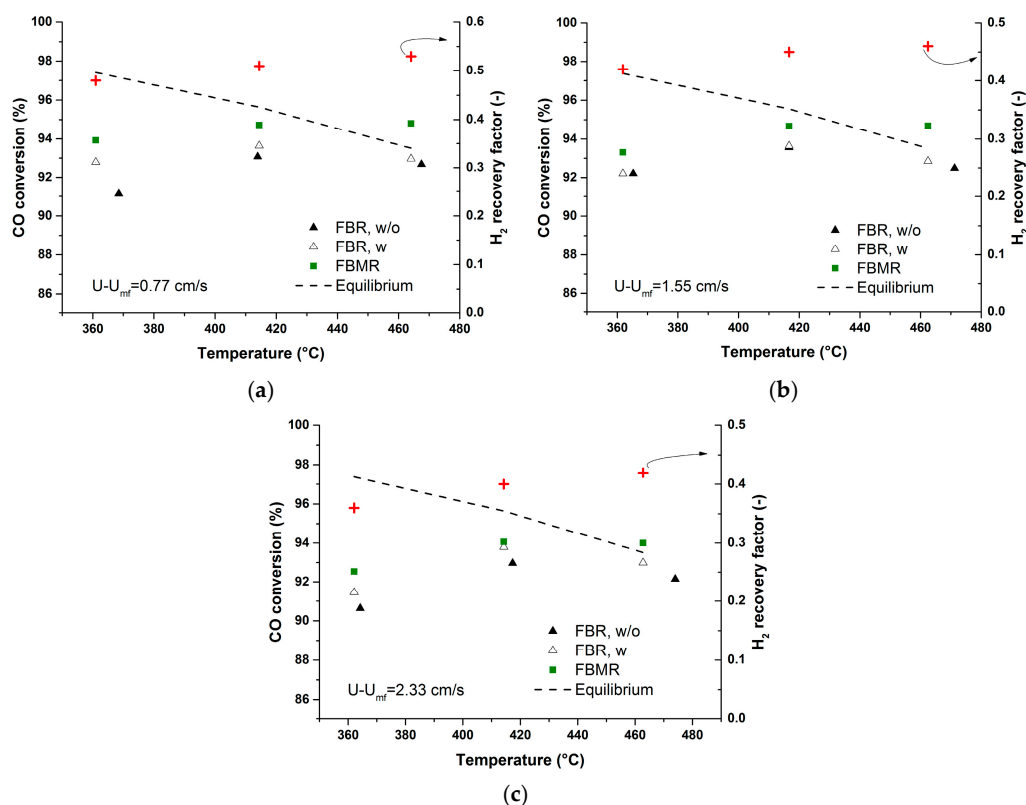 100
98
96
94
92
90
88
86
CO conversion (%)
0.6
0.5
0.4
0.3
0.2
0.1
0.0
H2 recovery factor (-)
FBR, w/o
FBR, w
FBMR
Equilibrium
U-Umf=0.77 cm/s
360 380 400 420 440 460 480
Temperature (°C)
(a)
100
98
96
94
92
90
88
86
CO conversion (%)
0.5
0.4
0.3
0.2
0.1
0.0
H2 recovery factor (-)
FBR, w/o
FBR, w
FBMR
Equilibrium
U-Umf=1.55 cm/s
360 380 400 420 440 460 480
Temperature (°C)
(b)
100
98
96
94
92
90
88
86
CO conversion (%)
0.5
0.4
0.3
0.2
0.1
0.0
H2 recovery factor (-)
FBR, w/o
FBR, w
FBMR
Equilibrium
U-Umf=2.33 cm/s
360 380 400 420 440 460 480
Temperature (°C)
(c)